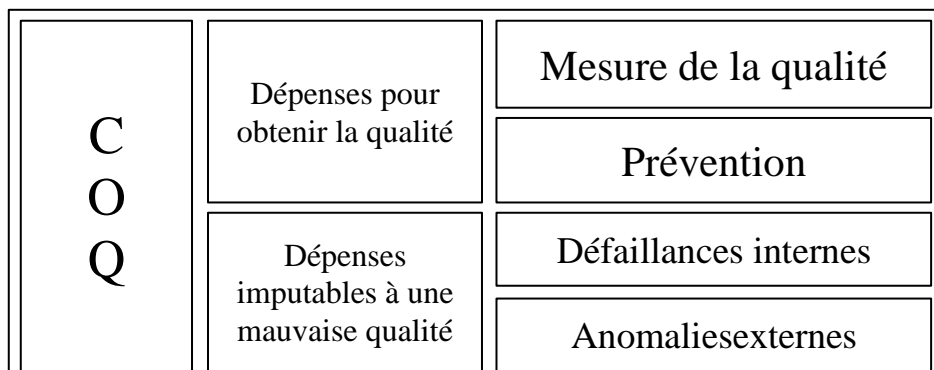 C
O
Q
Dépenses pour
obtenir la qualité
Mesure de la qualité
Prévention
Dépenses
imputables à une
mauvaise qualité
Défaillances internes
Anomaliesexternes